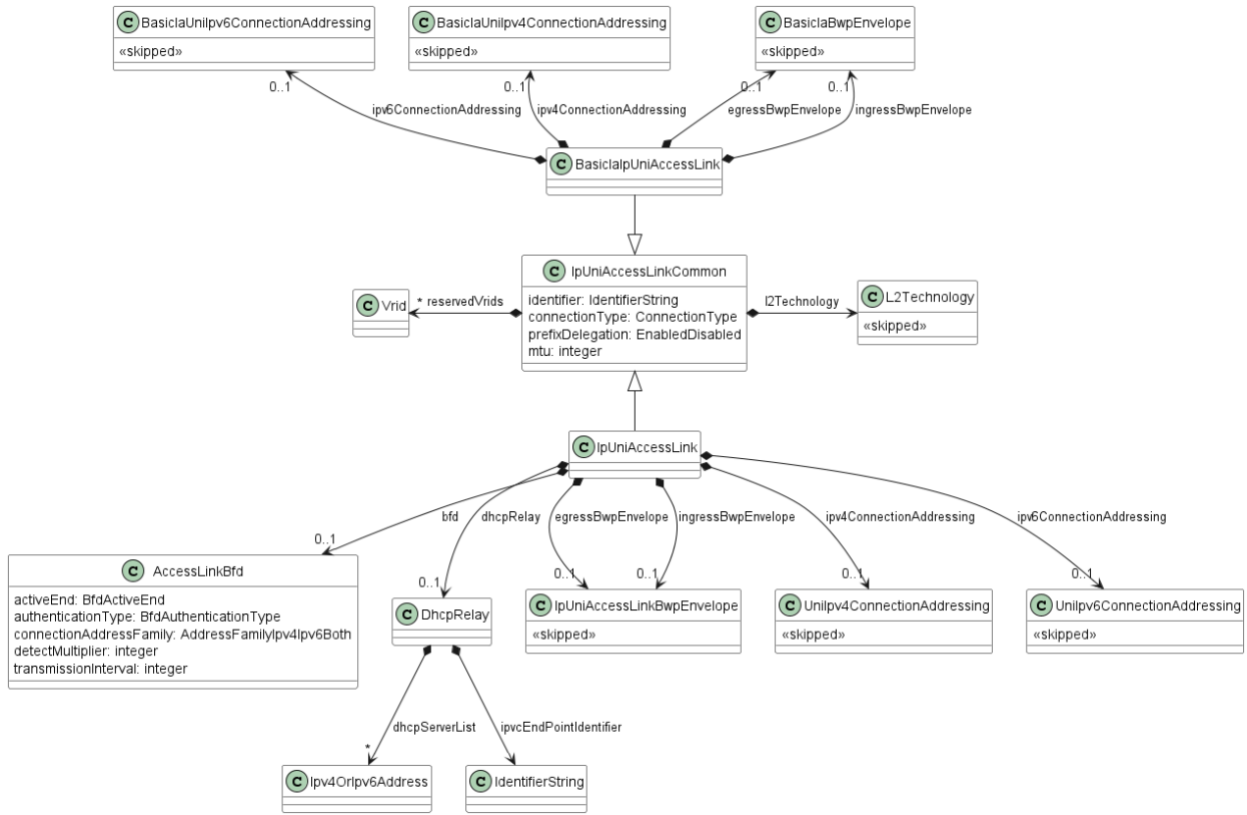 C BasicIaUniIpv6ConnectionAddressing
«skipped»
C BasicIaUniIpv4ConnectionAddressing
«skipped»
C BasicIaBwpEnvelope
«skipped»
0..1
0..1
0..1
0..1
ipv6ConnectionAddressing
ipv4ConnectionAddressing
egressBwpEnvelope
ingressBwpEnvelope
C BasicIaIpUniAccessLink
C IpUniAccessLinkCommon
identifier: IdentifierString
connectionType: ConnectionType
prefixDelegation: EnabledDisabled
mtu: integer
C Vrid
* reservedVrids
l2Technology
C L2Technology
«skipped»
C IpUniAccessLink
bfd
dhcpRelay
egressBwpEnvelope
ingressBwpEnvelope
ipv4ConnectionAddressing
ipv6ConnectionAddressing
0..1
0..1
0..1
0..1
0..1
0..1
C AccessLinkBfd
activeEnd: BfdActiveEnd
authenticationType: BfdAuthenticationType
connectionAddressFamily: AddressFamilyIpv4Ipv6Both
detectMultiplier: integer
transmissionInterval: integer
C DhcpRelay
C IpUniAccessLinkBwpEnvelope
«skipped»
C UniIpv4ConnectionAddressing
«skipped»
C UniIpv6ConnectionAddressing
«skipped»
dhcpServerList
ipvcEndPointIdentifier
*
C Ipv4OrIpv6Address
C IdentifierString